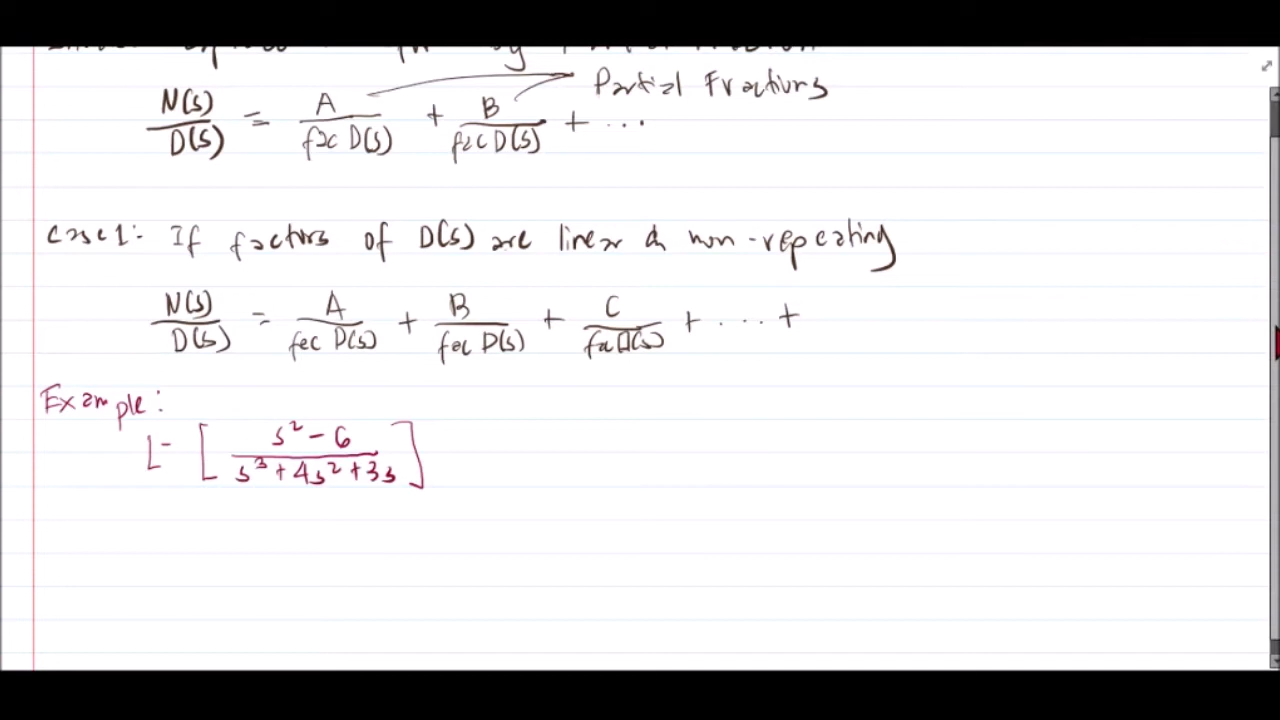 by
Partial Fractions
N(s)/D(s) = A/fac D(s) + B/fac D(s) + ...
Case 1: If factors of D(s) are linear & non-repeating
N(s)/D(s) = A/fac D(s) + B/fac D(s) + C/fac D(s) + ... +
Example:
L⁻ [ s² - 6 / s³ + 4s² + 3s ]